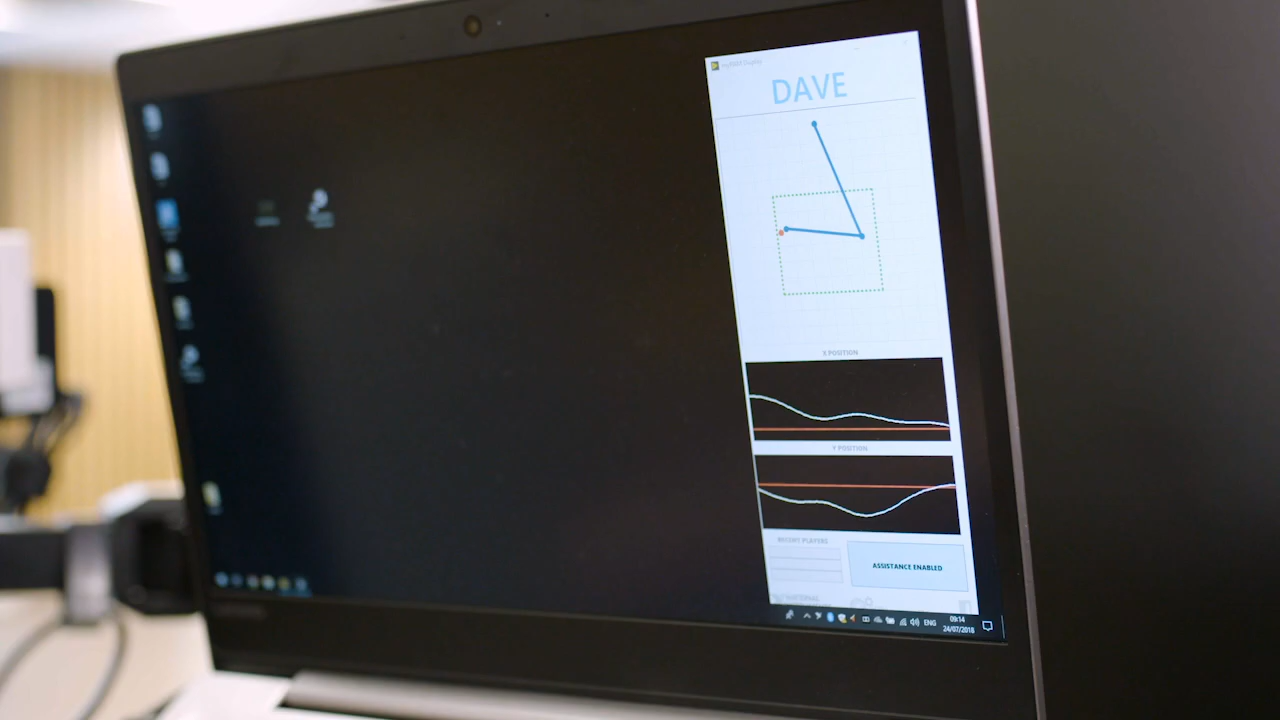 DAVE
X POSITION
Y POSITION
RECENT PLAYERS
ASSISTANCE ENABLED
ENG
09:14
24/07/2018